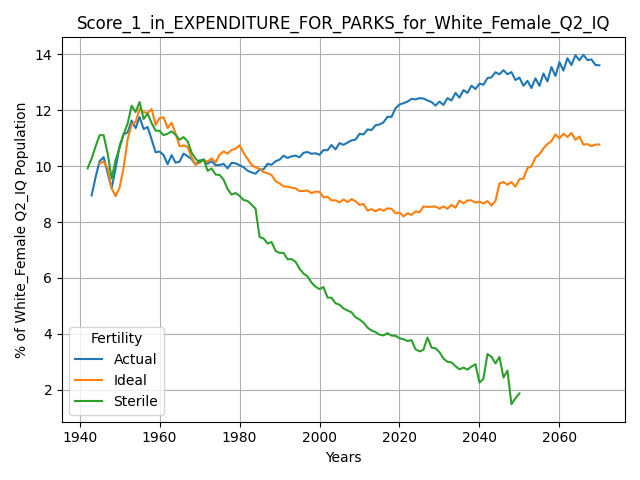 Score_1_in_EXPENDITURE_FOR_PARKS_for_White_Female_Q2_IQ
% of White_Female Q2_IQ Population
14
12
10
8
6
4
2
Fertility
Actual
Ideal
Sterile
1940 1960 1980 2000 2020 2040 2060
Years